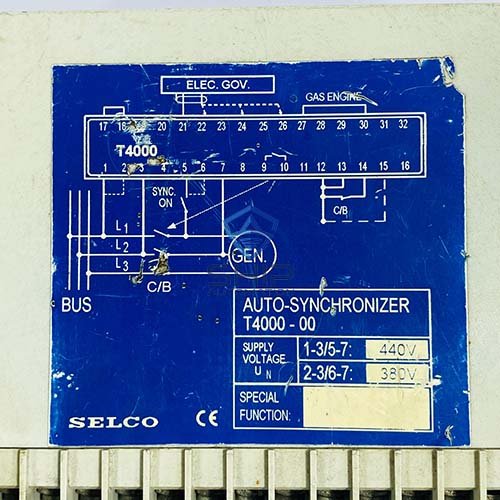 ELEC. GOV.
GAS ENGINE
17 18 19 20 21 22 23 24 25 26 27 28 29 30 31 32
T4000
1 2 3 4 5 6 7 8 9 10 11 12 13 14 15 16
SYNC.
ON
C/B
L1
L2
L3
GEN.
C/B
BUS
AUTO-SYNCHRONIZER
T4000 - 00
SUPPLY VOLTAGE UN
1-3/5-7: 440V
2-3/6-7: 380V
SPECIAL
FUNCTION:
SELCO CE